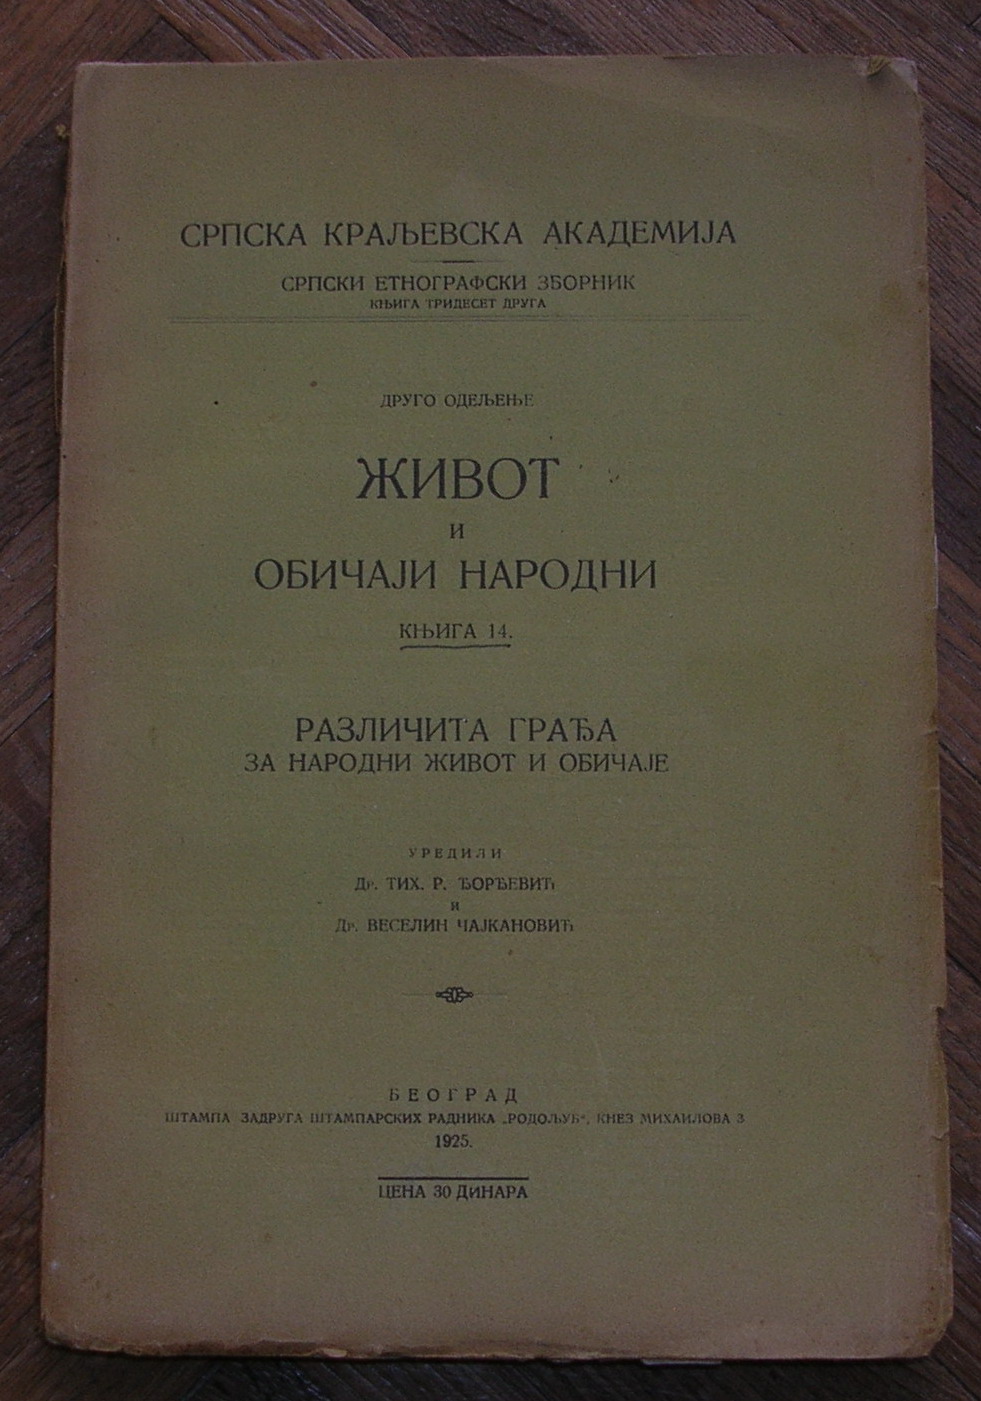 СРПСКА КРАЉЕВСКА АКАДЕМИЈА
СРПСКИ ЕТНОГРАФСКИ ЗБОРНИК
КЊИГА ТРИДЕСЕТ ДРУГА
ДРУГО ОДЕЉЕЊЕ
ЖИВОТ
И
ОБИЧАЈИ НАРОДНИ
КЊИГА 14.
РАЗЛИЧИТА ГРАЂА
ЗА НАРОДНИ ЖИВОТ И ОБИЧАЈЕ
УРЕДИЛИ
Др. ТИХ. Р. ЂОРЂЕВИЋ
И
Др. ВЕСЕЛИН ЧАЈКАНОВИЋ
БЕОГРАД
ШТАМПА ЗАДРУГА ШТАМПАРСКИХ РАДНИКА „РОДОЉУБ“, КНЕЗ МИХАИЛОВА 3
1925.
ЦЕНА 30 ДИНАРА